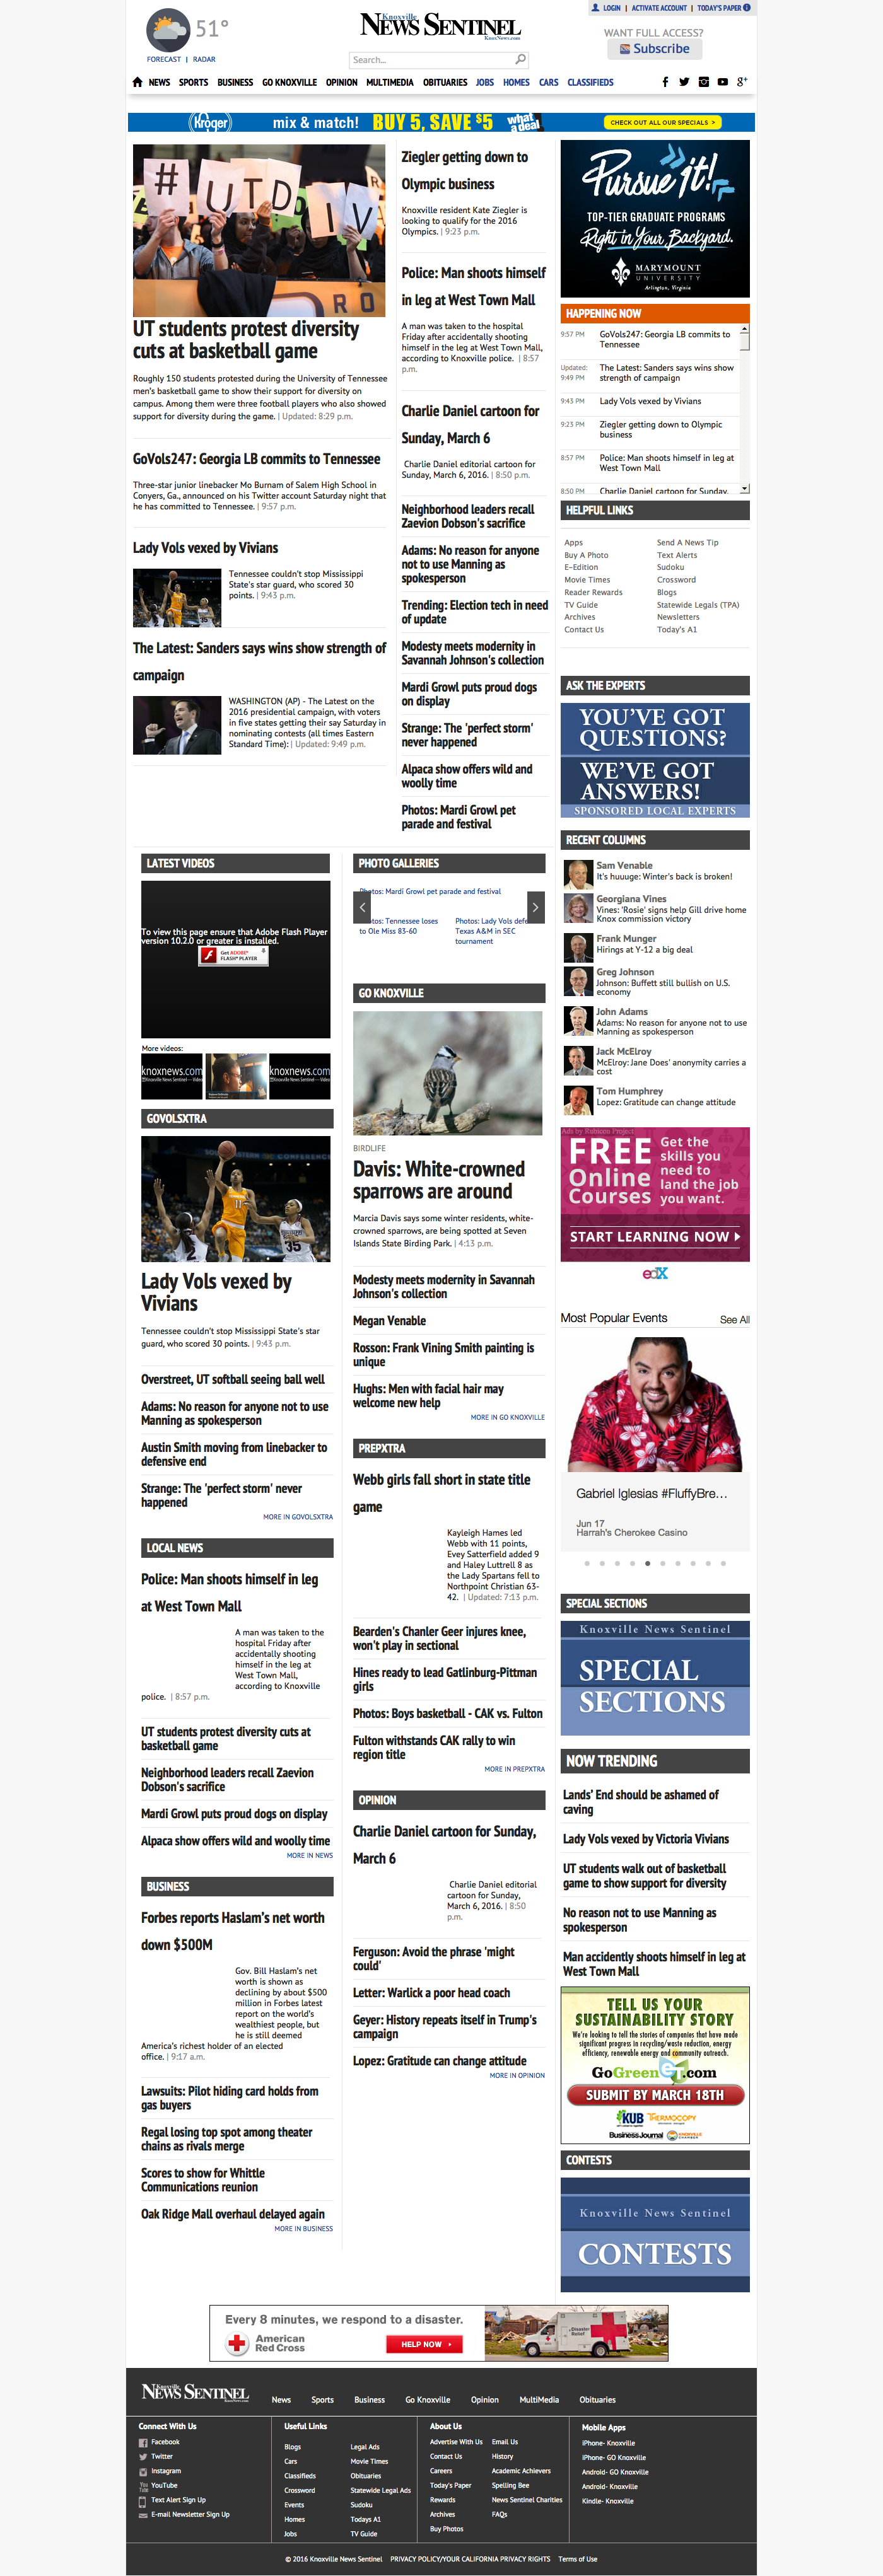 51°
FORECAST | RADAR
Knoxville
NEWS SENTINEL
KnoxNews.com
LOGIN | ACTIVATE ACCOUNT | TODAY'S PAPER
WANT FULL ACCESS?
Subscribe
Search...
NEWS SPORTS BUSINESS GO KNOXVILLE OPINION MULTIMEDIA OBITUARIES JOBS HOMES CARS CLASSIFIEDS
Kroger mix & match! BUY 5, SAVE $5 what a deal CHECK OUT ALL OUR SPECIALS >
#UTDIV
UT students protest diversity
cuts at basketball game
Roughly 150 students protested during the University of Tennessee
men's basketball game to show their support for diversity on
campus. Among them were three football players who also showed
support for diversity during the game. | Updated: 8:29 p.m.
GoVols247: Georgia LB commits to Tennessee
Three-star junior linebacker Mo Burnam of Salem High School in
Conyers, Ga., announced on his Twitter account Saturday night that
he has committed to Tennessee. | 9:57 p.m.
Lady Vols vexed by Vivians
Tennessee couldn't stop Mississippi
State's star guard, who scored 30
points. | 9:43 p.m.
The Latest: Sanders says wins show strength of
campaign
WASHINGTON (AP) - The Latest on the
2016 presidential campaign, with voters
in five states getting their say Saturday in
nominating contests (all times Eastern
Standard Time): | Updated: 9:49 p.m.
Ziegler getting down to
Olympic business
Knoxville resident Kate Ziegler is
looking to qualify for the 2016
Olympics. | 9:23 p.m.
Police: Man shoots himself
in leg at West Town Mall
A man was taken to the hospital
Friday after accidentally shooting
himself in the leg at West Town Mall,
according to Knoxville police. | 8:57
p.m.
Charlie Daniel cartoon for
Sunday, March 6
Charlie Daniel editorial cartoon for
Sunday, March 6, 2016. | 8:50 p.m.
Neighborhood leaders recall
Zaevion Dobson's sacrifice
Adams: No reason for anyone
not to use Manning as
spokesperson
Trending: Election tech in need
of update
Modesty meets modernity in
Savannah Johnson's collection
Mardi Growl puts proud dogs
on display
Strange: The 'perfect storm'
never happened
Alpaca show offers wild and
woolly time
Photos: Mardi Growl pet
parade and festival
Pursue it!
TOP-TIER GRADUATE PROGRAMS
Right in Your Backyard.
MARYMOUNT
UNIVERSITY
Arlington, Virginia
HAPPENING NOW
9:57 PM GoVols247: Georgia LB commits to
Tennessee
Updated: The Latest: Sanders says wins show
9:49 PM strength of campaign
9:43 PM Lady Vols vexed by Vivians
9:23 PM Ziegler getting down to Olympic
business
8:57 PM Police: Man shoots himself in leg at
West Town Mall
8:50 PM Charlie Daniel cartoon for Sunday,
HELPFUL LINKS
Apps Send A News Tip
Buy A Photo Text Alerts
E-Edition Sudoku
Movie Times Crossword
Reader Rewards Blogs
TV Guide Statewide Legals (TPA)
Archives Newsletters
Contact Us Today's A1
ASK THE EXPERTS
YOU'VE GOT
QUESTIONS?
WE'VE GOT
ANSWERS!
SPONSORED LOCAL EXPERTS
RECENT COLUMNS
Sam Venable
It's huuuge: Winter's back is broken!
Georgiana Vines
Vines: 'Rosie' signs help Gill drive home
Knox commission victory
Frank Munger
Hirings at Y-12 a big deal
Greg Johnson
Johnson: Buffett still bullish on U.S.
economy
John Adams
Adams: No reason for anyone not to use
Manning as spokesperson
Jack McElroy
McElroy: Jane Does' anonymity carries a
cost
Tom Humphrey
Lopez: Gratitude can change attitude
Ads by Rubicon Project
FREE
Online
Courses
Get the
skills you
need to
land the job
you want.
START LEARNING NOW
edX
Most Popular Events See All
Gabriel Iglesias #FluffyBre...
Jun 17
Harrah's Cherokee Casino
SPECIAL SECTIONS
Knoxville News Sentinel
SPECIAL
SECTIONS
NOW TRENDING
Lands' End should be ashamed of
caving
Lady Vols vexed by Victoria Vivians
UT students walk out of basketball
game to show support for diversity
No reason not to use Manning as
spokesperson
Man accidently shoots himself in leg at
West Town Mall
TELL US YOUR
SUSTAINABILITY STORY
We're looking to tell the stories of companies that have made
significant progress in recycling/waste reduction, energy
efficiency, renewable energy and community outreach.
GoGreenET.com
SUBMIT BY MARCH 18TH
KUB THERMOCOPY
Business Journal KNOXVILLE CHAMBER
CONTESTS
Knoxville News Sentinel
CONTESTS
LATEST VIDEOS
To view this page ensure that Adobe Flash Player
version 10.2.0 or greater is installed.
Get ADOBE
FLASH PLAYER
More videos:
knoxnews.com
knoxnews.com
GOVOLSXTRA
Lady Vols vexed by
Vivians
Tennessee couldn't stop Mississippi State's star
guard, who scored 30 points. | 9:43 p.m.
Overstreet, UT softball seeing ball well
Adams: No reason for anyone not to use
Manning as spokesperson
Austin Smith moving from linebacker to
defensive end
Strange: The 'perfect storm' never
happened
MORE IN GOVOLSXTRA
LOCAL NEWS
Police: Man shoots himself in leg
at West Town Mall
A man was taken to the
hospital Friday after
accidentally shooting
himself in the leg at
West Town Mall,
according to Knoxville
police. | 8:57 p.m.
UT students protest diversity cuts at
basketball game
Neighborhood leaders recall Zaevion
Dobson's sacrifice
Mardi Growl puts proud dogs on display
Alpaca show offers wild and woolly time
MORE IN NEWS
BUSINESS
Forbes reports Haslam's net worth
down $500M
Gov. Bill Haslam's net
worth is shown as
declining by about $500
million in Forbes latest
report on the world's
wealthiest people, but
he is still deemed
America's richest holder of an elected
office. | 9:17 a.m.
Lawsuits: Pilot hiding card holds from
gas buyers
Regal losing top spot among theater
chains as rivals merge
Scores to show for Whittle
Communications reunion
Oak Ridge Mall overhaul delayed again
MORE IN BUSINESS
PHOTO GALLERIES
Photos: Mardi Growl pet parade and festival
Photos: Tennessee loses
to Ole Miss 83-60
Photos: Lady Vols defe
Texas A&M in SEC
tournament
GO KNOXVILLE
BIRDLIFE
Davis: White-crowned
sparrows are around
Marcia Davis says some winter residents, white-
crowned sparrows, are being spotted at Seven
Islands State Birding Park. | 4:13 p.m.
Modesty meets modernity in Savannah
Johnson's collection
Megan Venable
Rosson: Frank Vining Smith painting is
unique
Hughs: Men with facial hair may
welcome new help
MORE IN GO KNOXVILLE
PREPXTRA
Webb girls fall short in state title
game
Kayleigh Hames led
Webb with 11 points,
Evey Satterfield added 9
and Haley Luttrell 8 as
the Lady Spartans fell to
Northpoint Christian 63-
42. | Updated: 7:13 p.m.
Bearden's Chanler Geer injures knee,
won't play in sectional
Hines ready to lead Gatlinburg-Pittman
girls
Photos: Boys basketball - CAK vs. Fulton
Fulton withstands CAK rally to win
region title
MORE IN PREPXTRA
OPINION
Charlie Daniel cartoon for Sunday,
March 6
Charlie Daniel editorial
cartoon for Sunday,
March 6, 2016. | 8:50
p.m.
Ferguson: Avoid the phrase 'might
could'
Letter: Warlick a poor head coach
Geyer: History repeats itself in Trump's
campaign
Lopez: Gratitude can change attitude
MORE IN OPINION
Every 8 minutes, we respond to a disaster.
American
Red Cross
HELP NOW
Disaster Relief
Knoxville
NEWS SENTINEL
News Sports Business Go Knoxville Opinion MultiMedia Obituaries
Connect With Us
Facebook
Twitter
Instagram
YouTube
Text Alert Sign Up
E-mail Newsletter Sign Up
Useful Links
Blogs Legal Ads
Cars Movie Times
Classifieds Obituaries
Crossword Statewide Legal Ads
Events Sudoku
Homes Todays A1
Jobs TV Guide
About Us
Advertise With Us Email Us
Contact Us History
Careers Academic Achievers
Today's Paper Spelling Bee
Rewards News Sentinel Charities
Archives FAQs
Buy Photos
Mobile Apps
iPhone- Knoxville
iPhone- GO Knoxville
Android- GO Knoxville
Android- Knoxville
Kindle- Knoxville
© 2016 Knoxville News Sentinel PRIVACY POLICY/YOUR CALIFORNIA PRIVACY RIGHTS Terms of Use